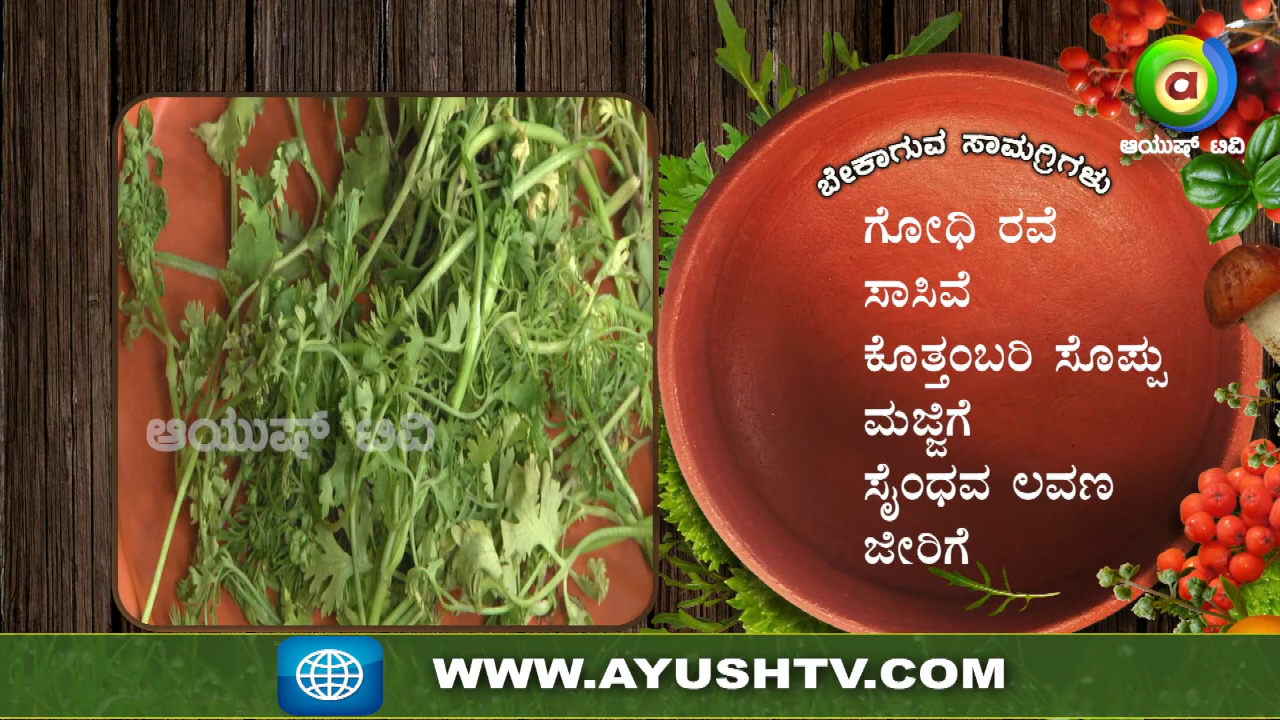 a
ಆಯುಷ್ ಟಿವಿ
ಬೇಕಾಗುವ ಸಾಮಗ್ರಿಗಳು
ಗೋಧಿ ರವೆ
ಸಾಸಿವೆ
ಕೊತ್ತಂಬರಿ ಸೊಪ್ಪು
ಮಜ್ಜಿಗೆ
ಸೈಂಧವ ಲವಣ
ಜೀರಿಗೆ
ಆಯುಷ್ ಟಿವಿ
WWW.AYUSHTV.COM